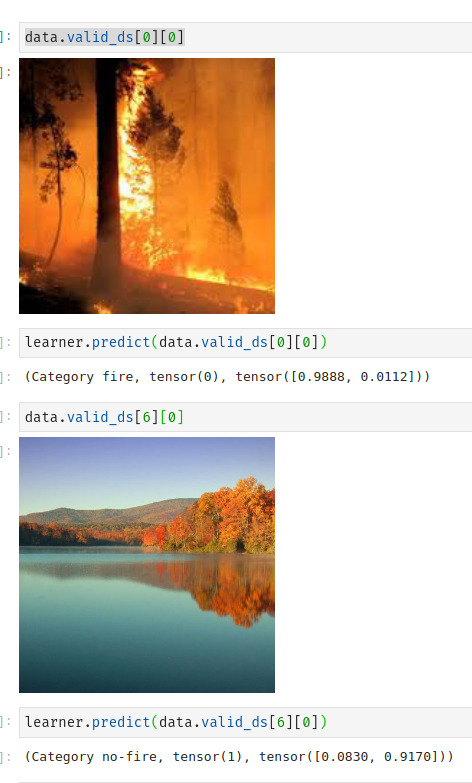 ]: data.valid_ds[0][0]
]:
]: learner.predict(data.valid_ds[0][0])
]: (Category fire, tensor(0), tensor([0.9888, 0.0112]))
]: data.valid_ds[6][0]
]:
]: learner.predict(data.valid_ds[6][0])
]: (Category no-fire, tensor(1), tensor([0.0830, 0.9170]))